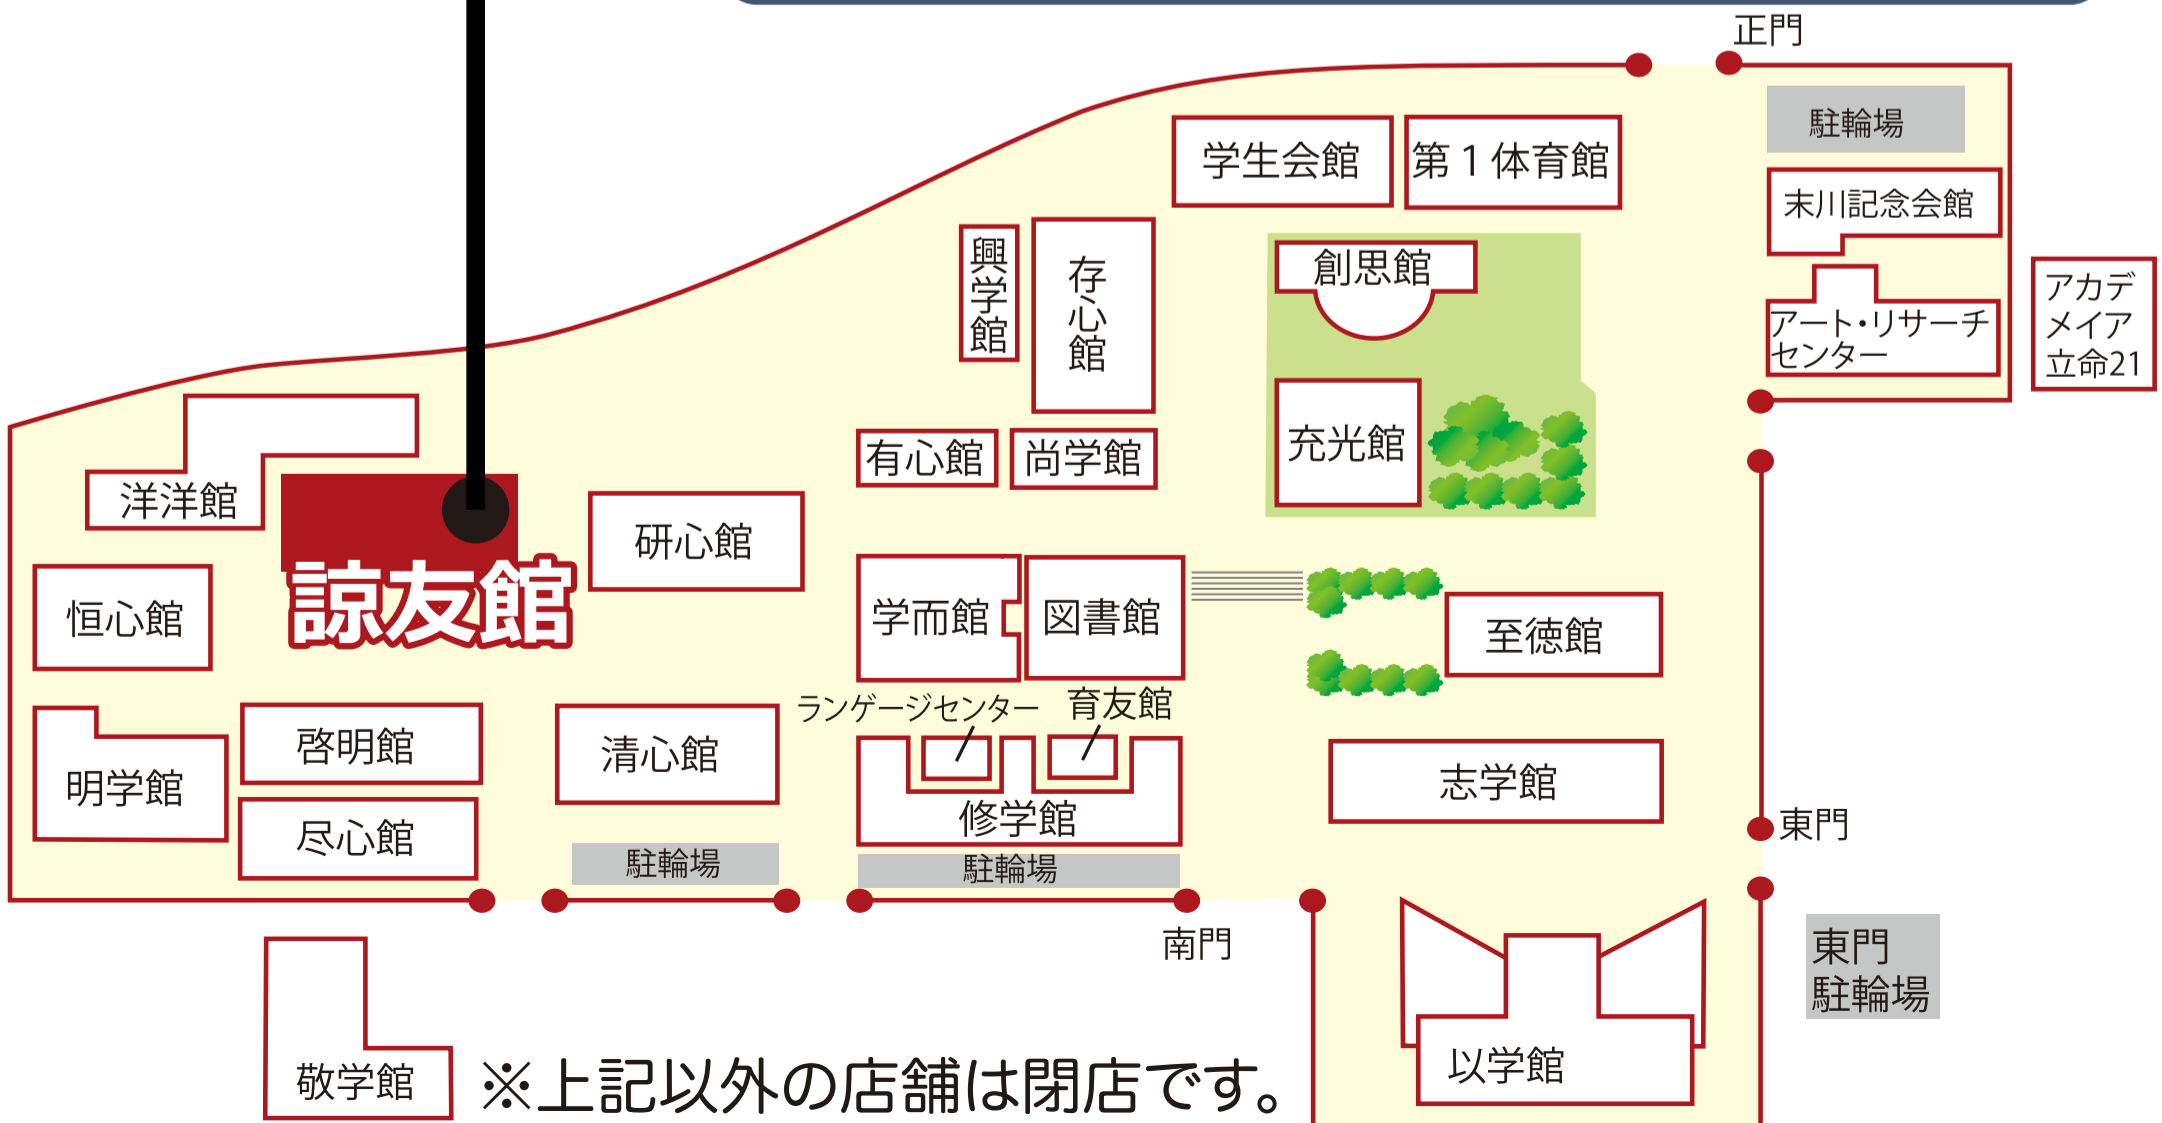 正門
駐輪場
学生会館
第1体育館
末川記念会館
興学館
存心館
創思館
アカデ
メイア
立命21
アート・リサーチ
センター
有心館
尚学館
充光館
洋洋館
研心館
諒友館
恒心館
学而館
図書館
至徳館
ランゲージセンター
育友館
啓明館
清心館
明学館
志学館
修学館
東門
尽心館
駐輪場
駐輪場
南門
東門
駐輪場
以学館
敬学館
※上記以外の店舗は閉店です。